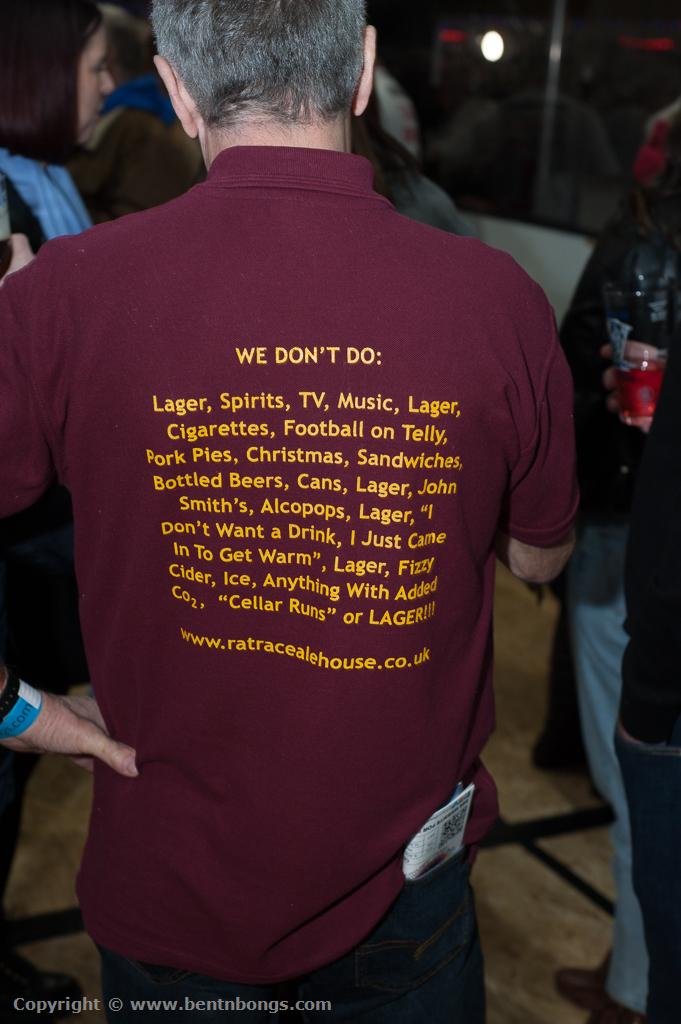 WE DON'T DO:
Lager, Spirits, TV, Music, Lager,
Cigarettes, Football on Telly,
Pork Pies, Christmas, Sandwiches,
Bottled Beers, Cans, Lager, John
Smith's, Alcopops, Lager, "I
Don't Want a Drink, I Just Came
In To Get Warm", Lager, Fizzy
Cider, Ice, Anything With Added
Co₂, "Cellar Runs" or LAGER!!!
www.ratracealehouse.co.uk
Copyright © www.bentnbongs.com